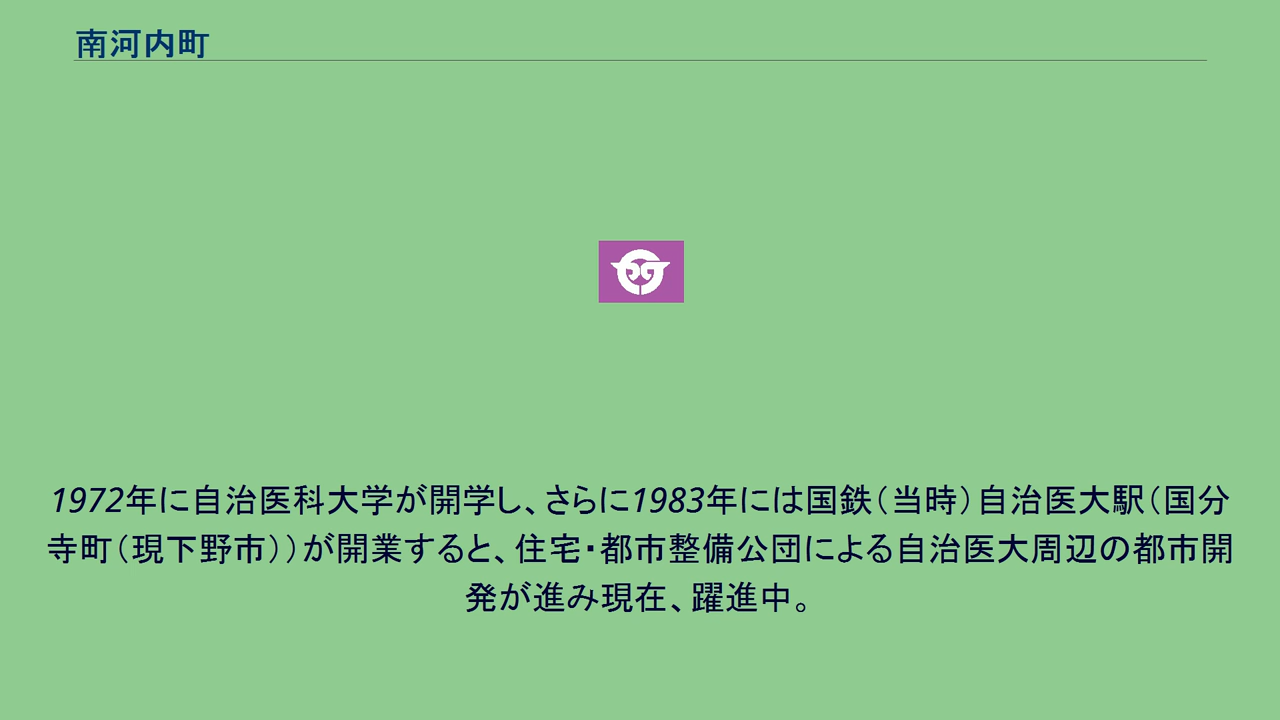 南河内町
1972年に自治医科大学が開学し、さらに1983年には国鉄（当時）自治医大駅（国分
寺町（現下野市））が開業すると、住宅・都市整備公団による自治医大周辺の都市開
発が進み現在、躍進中。